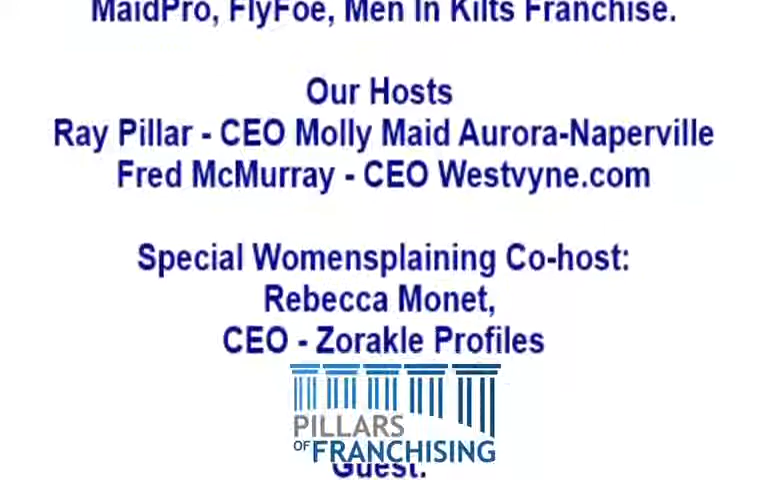 MaidPro, FlyFoe, Men In Kilts Franchise.
Our Hosts
Ray Pillar - CEO Molly Maid Aurora-Naperville
Fred McMurray - CEO Westvyne.com
Special Womensplaining Co-host:
Rebecca Monet,
CEO - Zorakle Profiles
PILLARS
OF FRANCHISING
Guest: